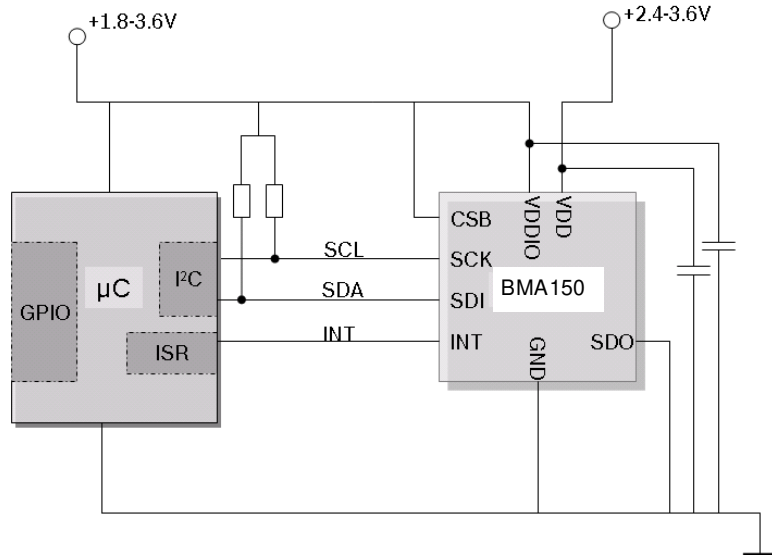 +1.8-3.6V
+2.4-3.6V
CSB
VDDIO
VDD
SCL
SCK
I²C
µC
SDA
SDI
BMA150
GPIO
INT
INT
SDO
ISR
GND